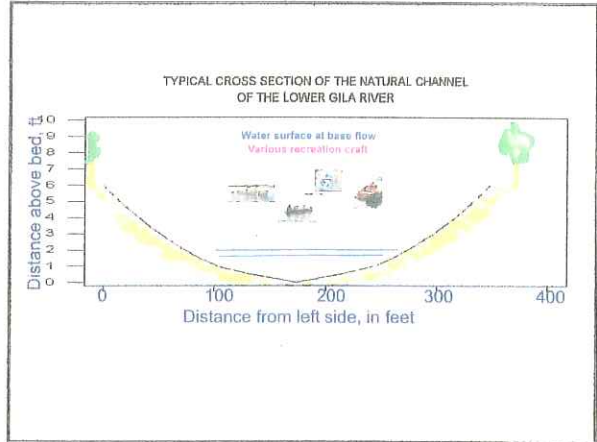 TYPICAL CROSS SECTION OF THE NATURAL CHANNEL
OF THE LOWER GILA RIVER
Water surface at base flow
Various recreation craft
Distance above bed, ft
10
9
8
7
6
5
4
3
2
1
0
0
100
200
300
400
Distance from left side, in feet